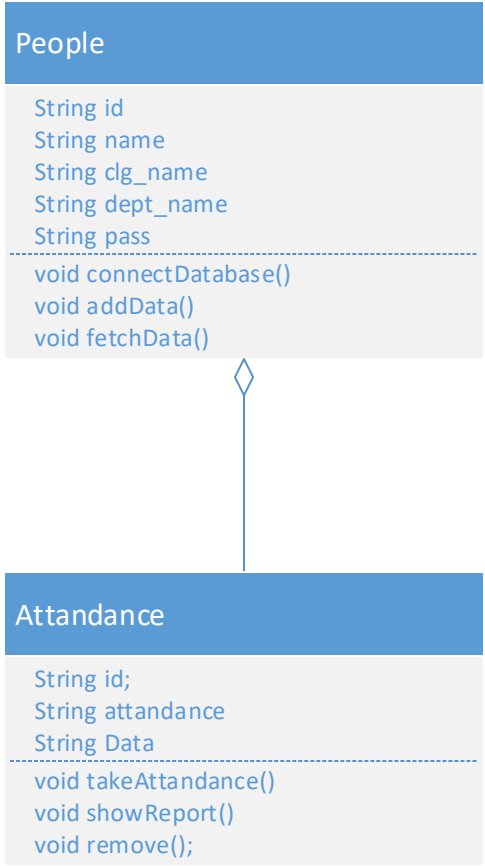 People
String id
String name
String clg_name
String dept_name
String pass
void connectDatabase()
void addData()
void fetchData()
Attandance
String id;
String attandance
String Data
void takeAttandance()
void showReport()
void remove();